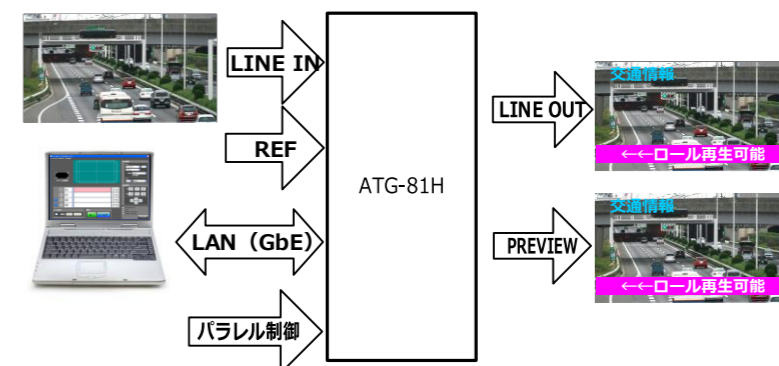 LINE IN
REF
LAN（GbE）
パラレル制御
ATG-81H
LINE OUT
PREVIEW
交通情報
←←ロール再生可能
交通情報
←←ロール再生可能